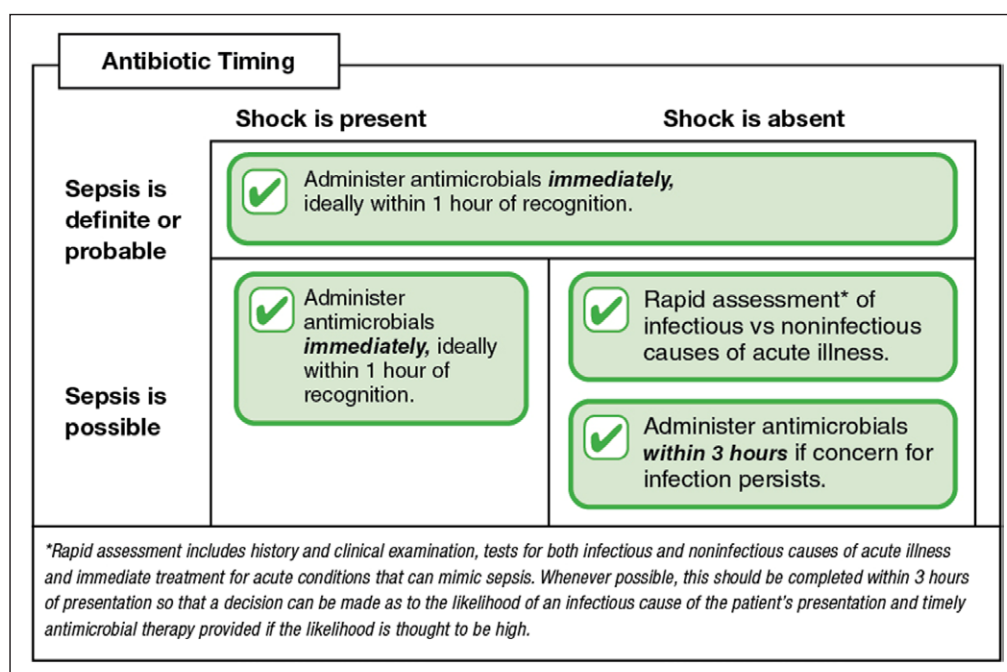 Antibiotic Timing
Shock is present
Shock is absent
Sepsis is
definite or
probable
Administer antimicrobials immediately,
ideally within 1 hour of recognition.
Sepsis is
possible
Administer
antimicrobials
immediately, ideally
within 1 hour of
recognition.
Rapid assessment* of
infectious vs noninfectious
causes of acute illness.
Administer antimicrobials
within 3 hours if concern for
infection persists.
*Rapid assessment includes history and clinical examination, tests for both infectious and noninfectious causes of acute illness
and immediate treatment for acute conditions that can mimic sepsis. Whenever possible, this should be completed within 3 hours
of presentation so that a decision can be made as to the likelihood of an infectious cause of the patient's presentation and timely
antimicrobial therapy provided if the likelihood is thought to be high.